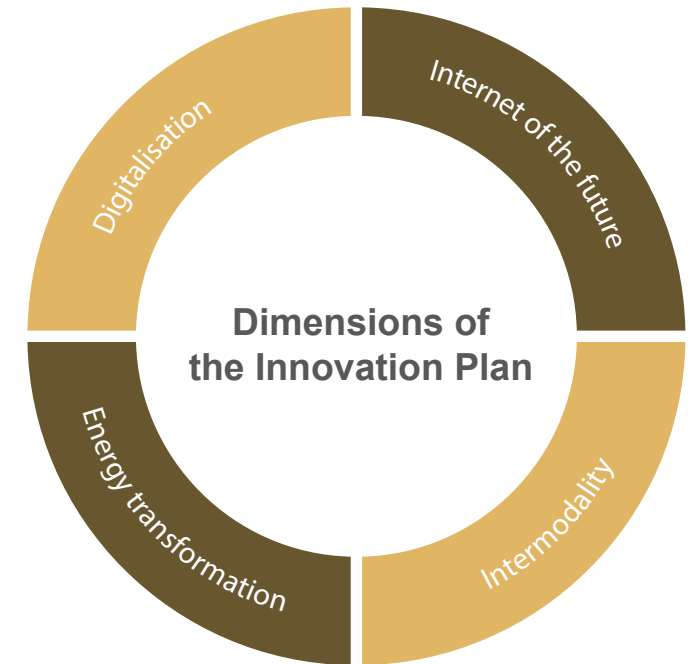 Digitalisation
Internet of the future
Dimensions of
the Innovation Plan
Energy transformation
Intermodality